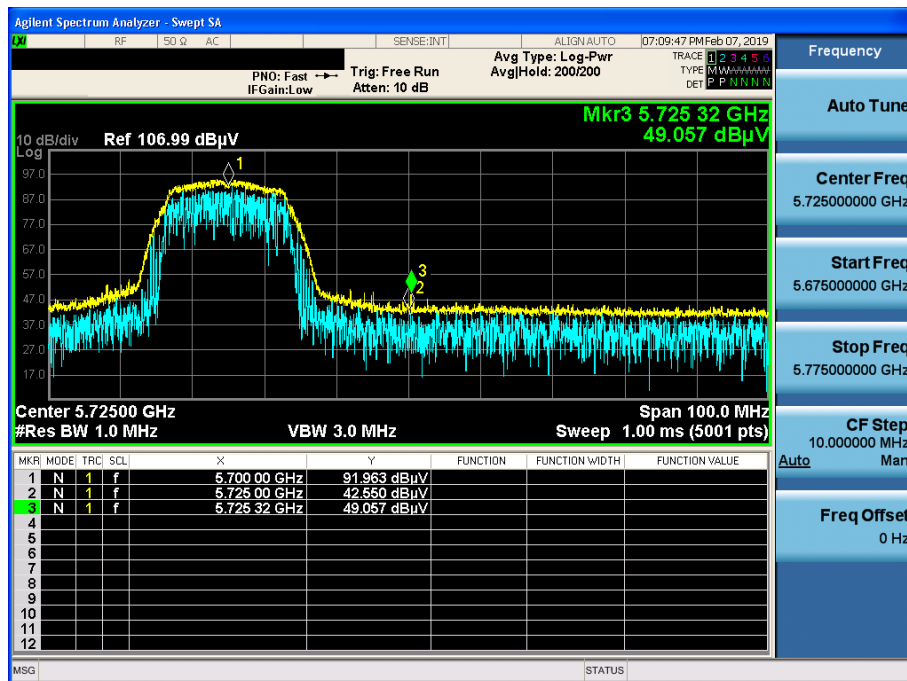 Agilent Spectrum Analyzer - Swept SA
LXI RF 50 Ω AC SENSE:INT ALIGN AUTO 07:09:47 PM Feb 07, 2019
PNO: Fast Trig: Free Run Avg Type: Log-Pwr TRACE 1 2 3 4 5 6
IFGain:Low Atten: 10 dB Avg|Hold: 200/200 TYPE M WWWWW
DET P P N N N N
Mkr3 5.725 32 GHz
49.057 dBµV
10 dB/div Ref 106.99 dBµV
Log
97.0
87.0
77.0
67.0
57.0
47.0
37.0
27.0
17.0
1
3
2
Center 5.72500 GHz Span 100.0 MHz
#Res BW 1.0 MHz VBW 3.0 MHz Sweep 1.00 ms (5001 pts)
MKR MODE TRC SCL X Y FUNCTION FUNCTION WIDTH FUNCTION VALUE
1 N 1 f 5.700 00 GHz 91.963 dBµV
2 N 1 f 5.725 00 GHz 42.550 dBµV
3 N 1 f 5.725 32 GHz 49.057 dBµV
4
5
6
7
8
9
10
11
12
MSG STATUS
Frequency
Auto Tune
Center Freq
5.725000000 GHz
Start Freq
5.675000000 GHz
Stop Freq
5.775000000 GHz
CF Step
10.000000 MHz
Auto Man
Freq Offset
0 Hz